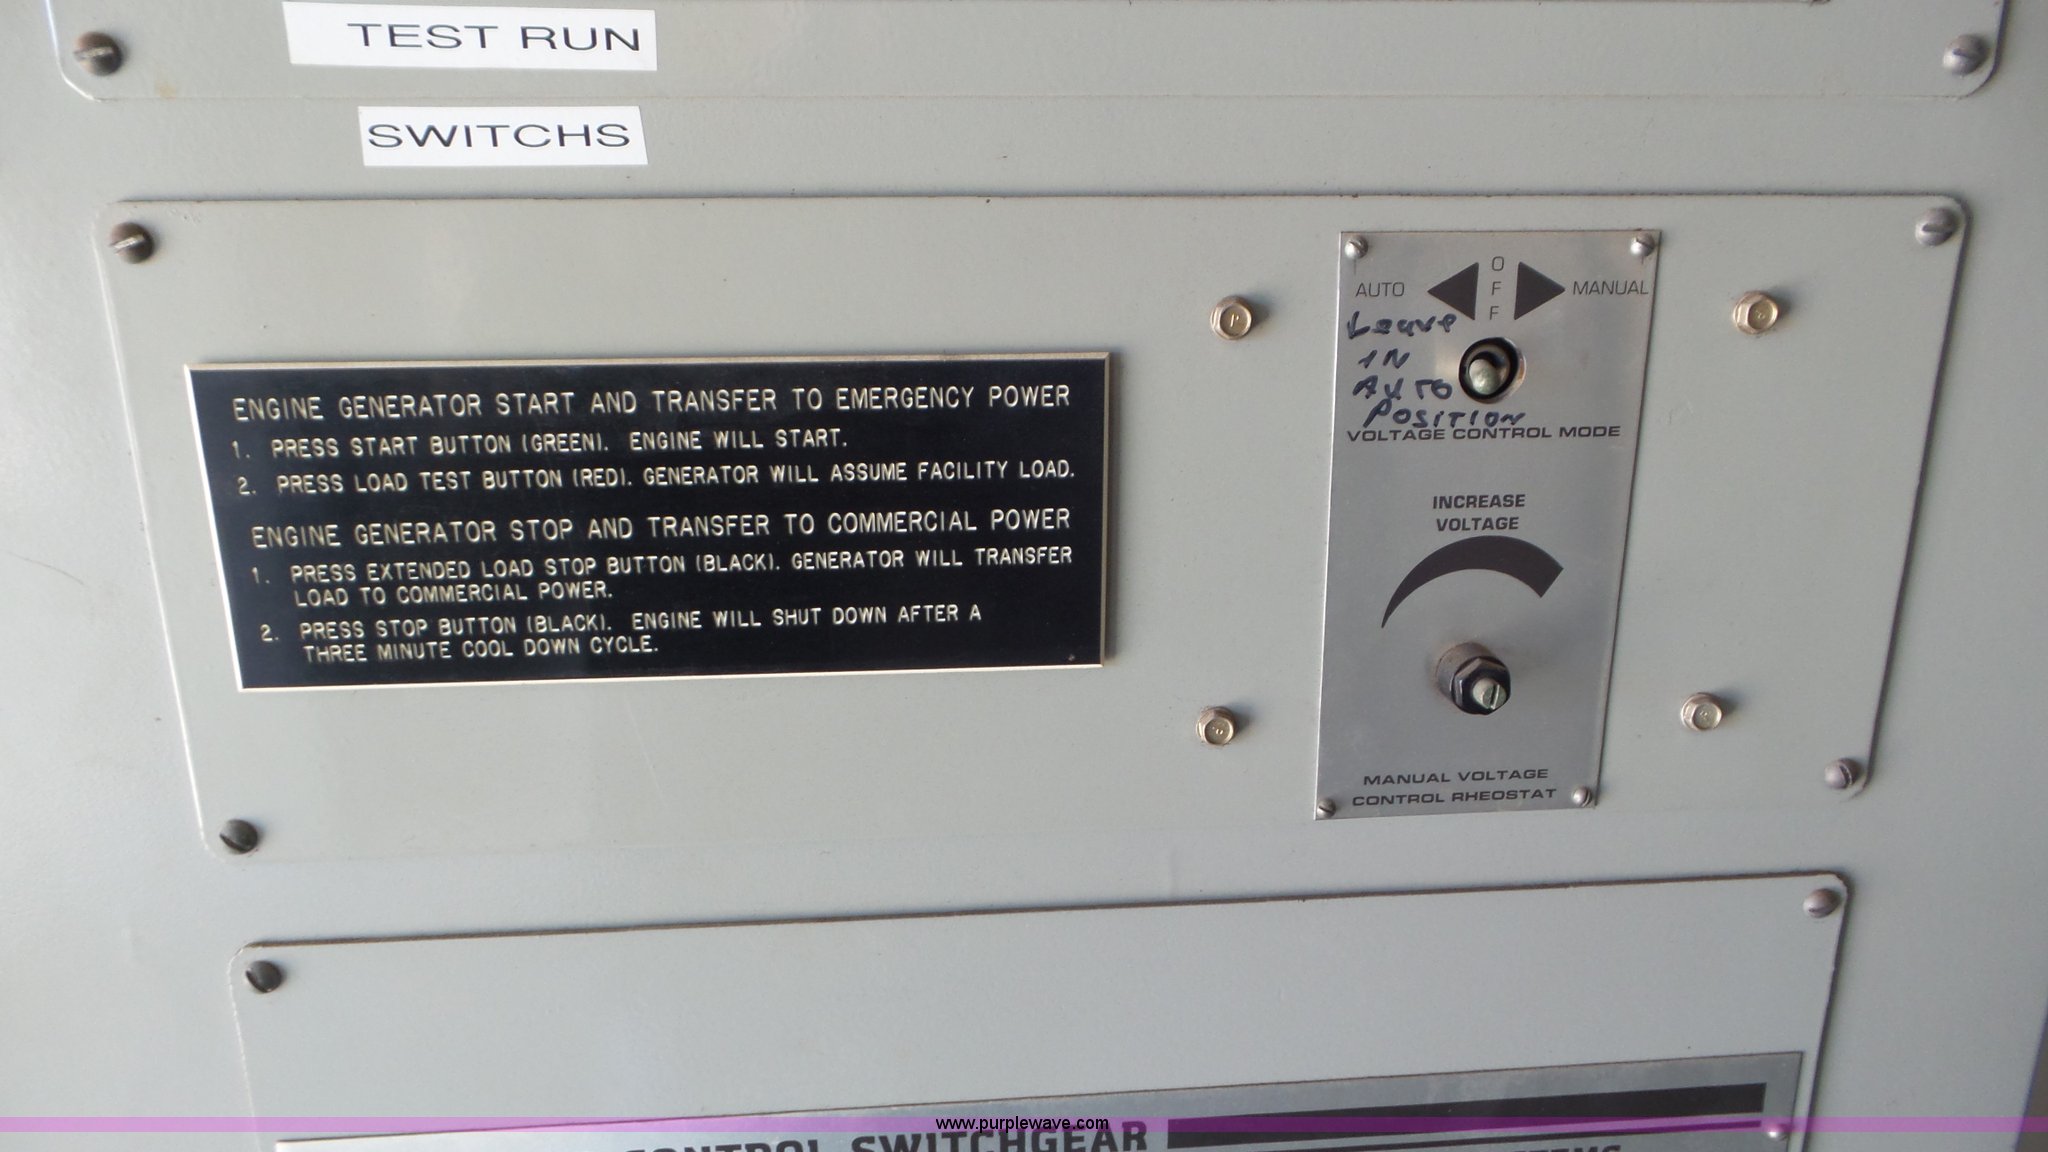 TEST RUN
SWITCHS
ENGINE GENERATOR START AND TRANSFER TO EMERGENCY POWER
1. PRESS START BUTTON (GREEN). ENGINE WILL START.
2. PRESS LOAD TEST BUTTON (RED). GENERATOR WILL ASSUME FACILITY LOAD.
ENGINE GENERATOR STOP AND TRANSFER TO COMMERCIAL POWER
1. PRESS EXTENDED LOAD STOP BUTTON (BLACK). GENERATOR WILL TRANSFER
LOAD TO COMMERCIAL POWER.
2. PRESS STOP BUTTON (BLACK). ENGINE WILL SHUT DOWN AFTER A
THREE MINUTE COOL DOWN CYCLE.
AUTO OFF MANUAL
Leave
IN
AUTO
POSITION
VOLTAGE CONTROL MODE
INCREASE
VOLTAGE
MANUAL VOLTAGE
CONTROL RHEOSTAT
www.purplewave.com
CONTROL SWITCHGEAR